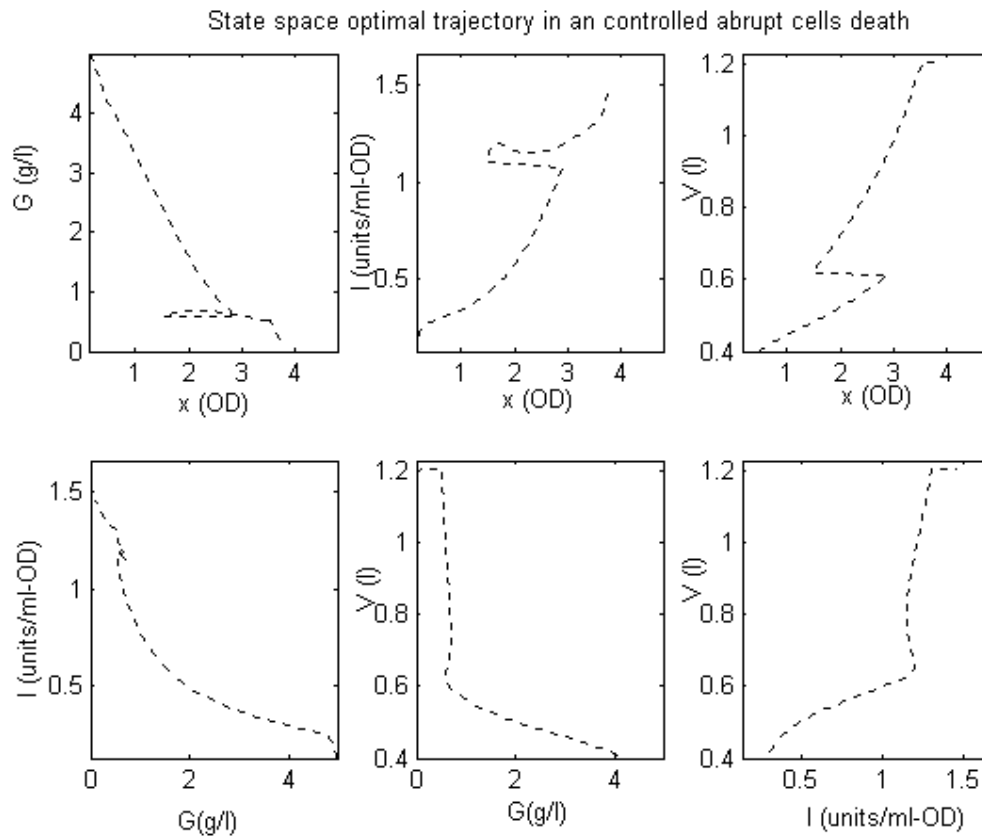 State space optimal trajectory in an controlled abrupt cells death
G (g/l)
4
3
2
1
0
1 2 3 4
x (OD)
I (units/ml-OD)
1.5
1
0.5
1 2 3 4
x (OD)
V (l)
1.2
1
0.8
0.6
0.4
1 2 3 4
x (OD)
I (units/ml-OD)
1.5
1
0.5
0 2 4
G(g/l)
V (l)
1.2
1
0.8
0.6
0.4
0 2 4
G(g/l)
V (l)
1.2
1
0.8
0.6
0.4
0.5 1 1.5
I (units/ml-OD)